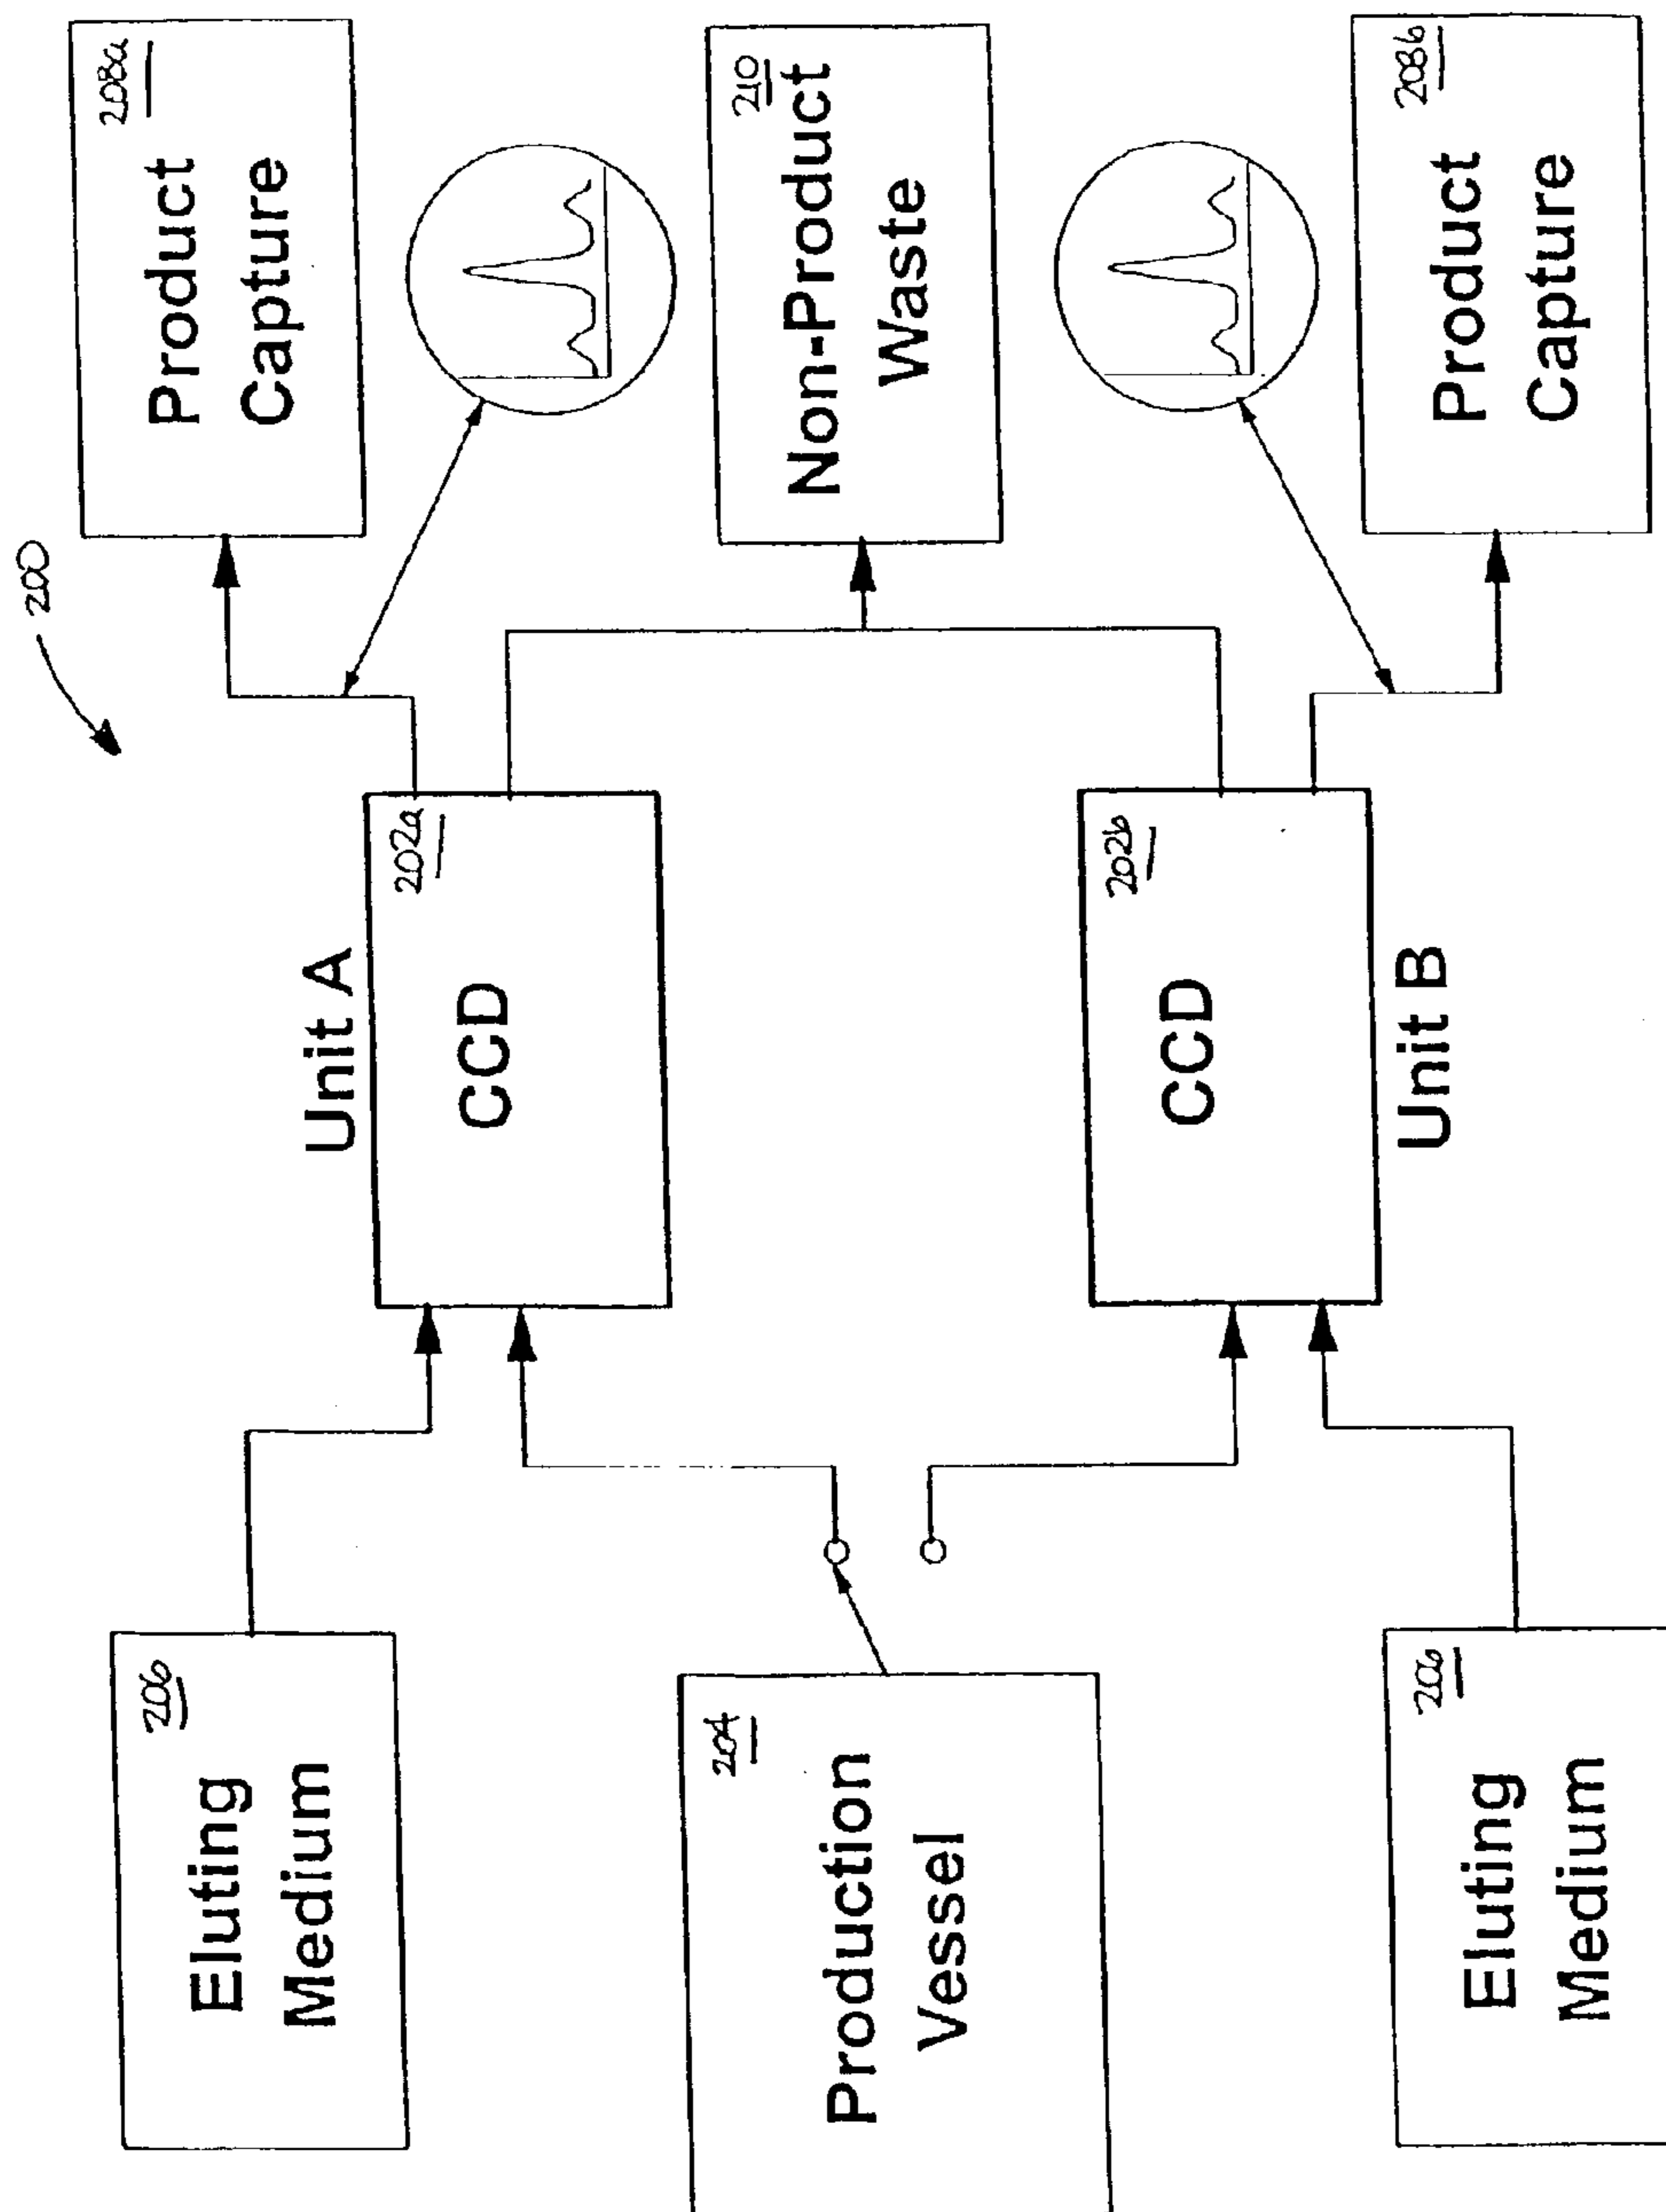 200
206
Eluting
Medium
Unit A
202a
CCD
208a
Product
Capture
204
Production
Vessel
210
Non-Product
Waste
202b
CCD
Unit B
206
Eluting
Medium
208b
Product
Capture